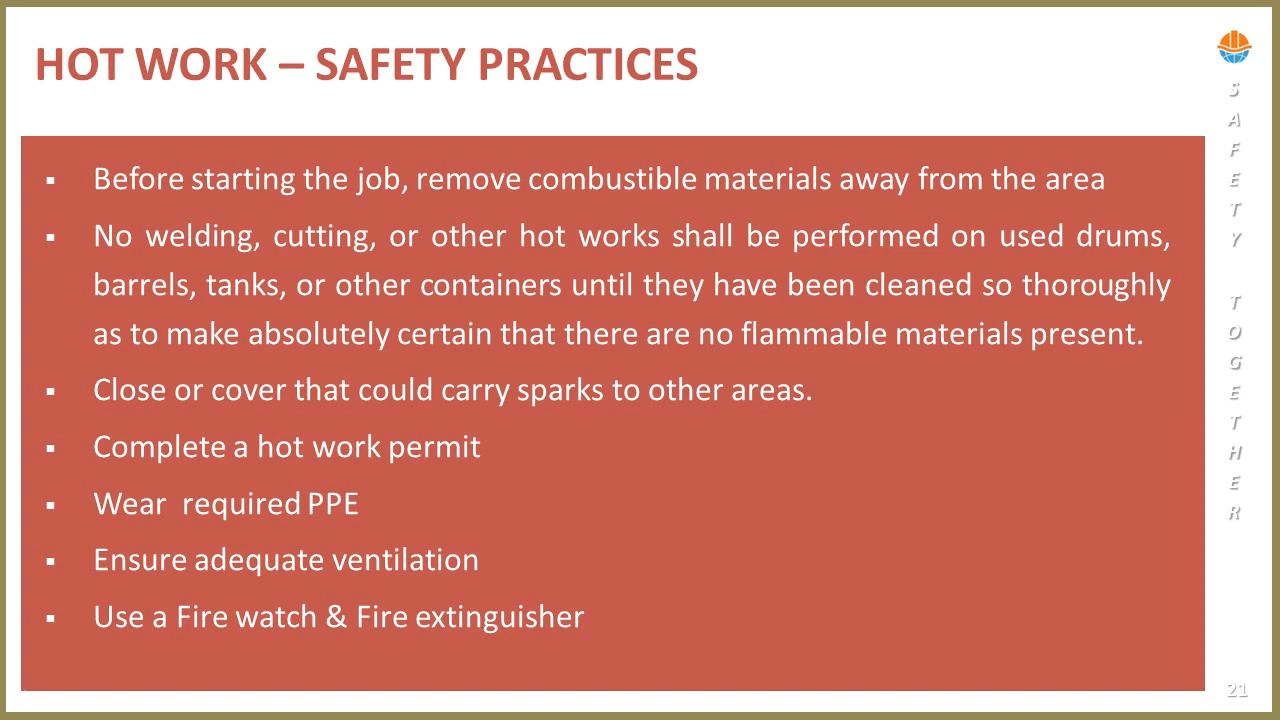 HOT WORK – SAFETY PRACTICES
▪ Before starting the job, remove combustible materials away from the area
▪ No welding, cutting, or other hot works shall be performed on used drums,
barrels, tanks, or other containers until they have been cleaned so thoroughly
as to make absolutely certain that there are no flammable materials present.
▪ Close or cover that could carry sparks to other areas.
▪ Complete a hot work permit
▪ Wear required PPE
▪ Ensure adequate ventilation
▪ Use a Fire watch & Fire extinguisher
SAFETY TOGETHER
21